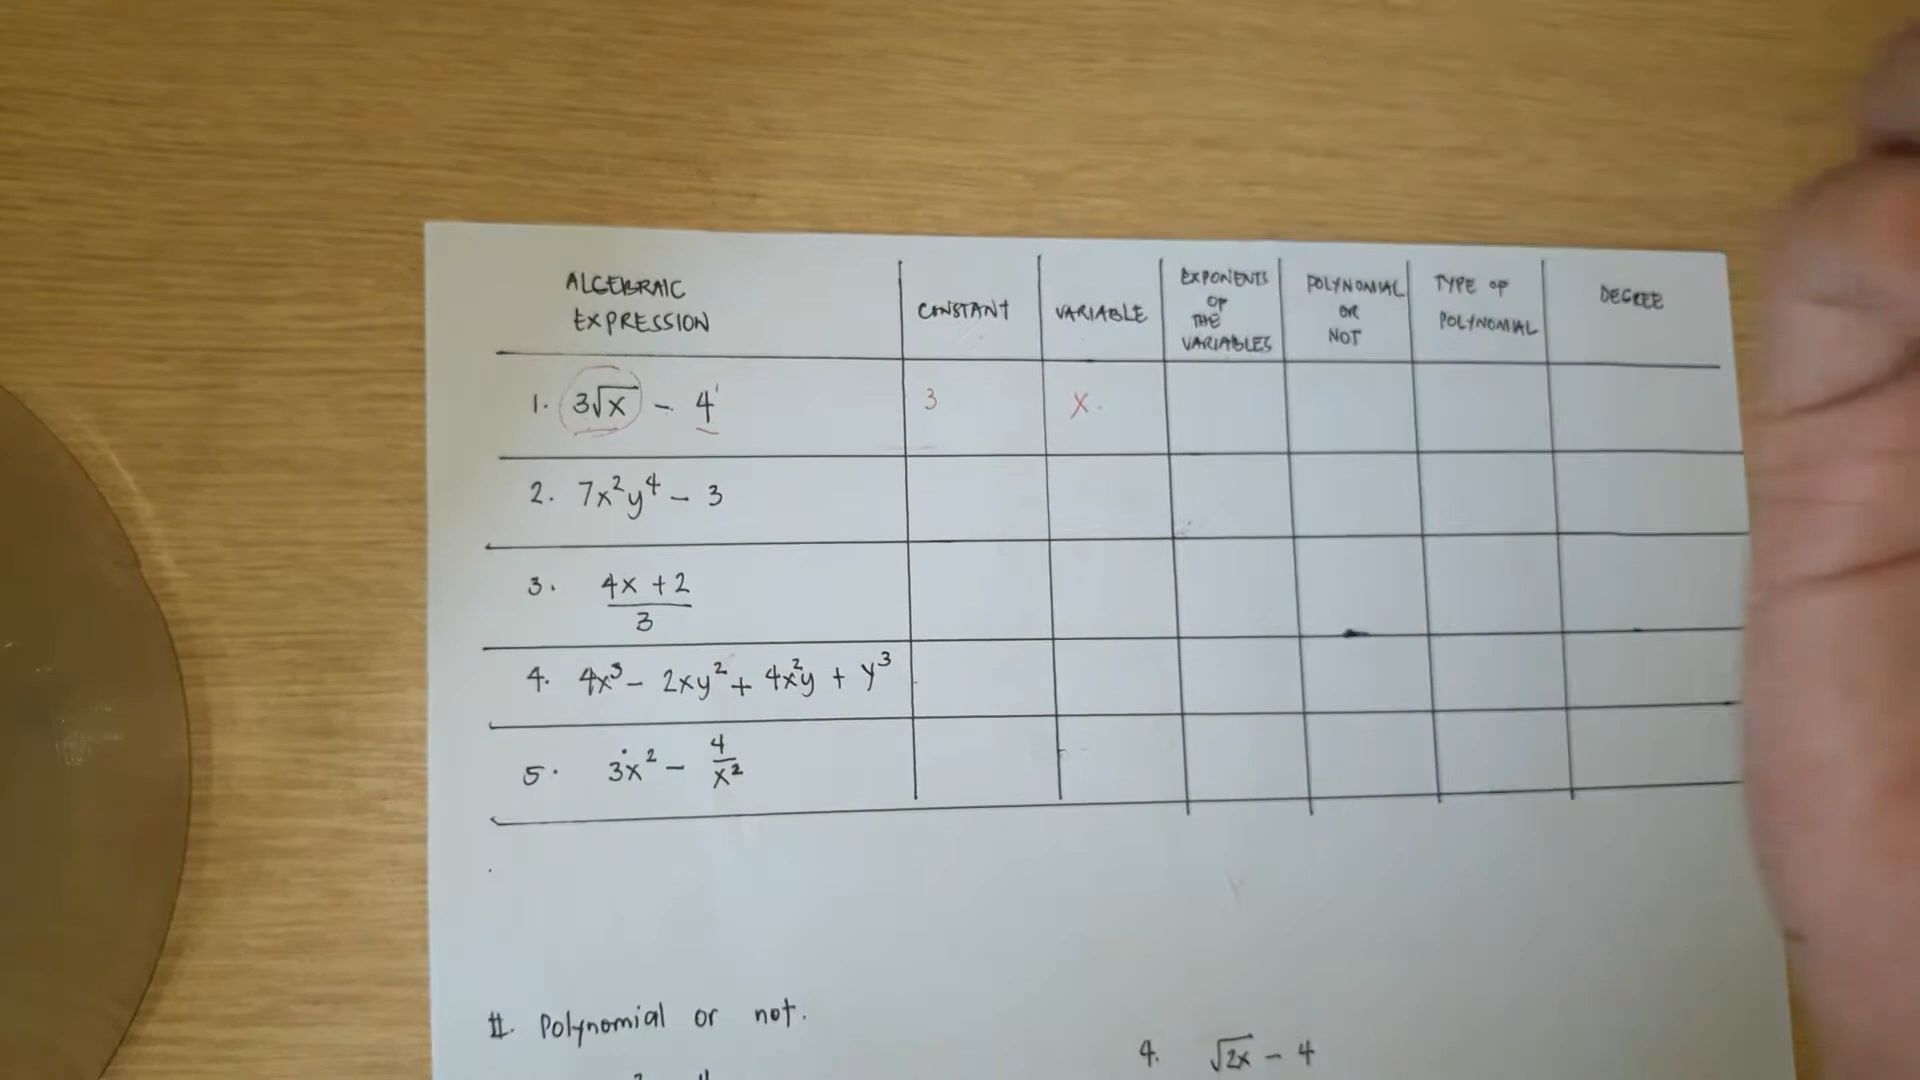 ALGEBRAIC EXPRESSION
CONSTANT
VARIABLE
EXPONENTS OF THE VARIABLES
POLYNOMIAL OR NOT
TYPE OF POLYNOMIAL
DEGREE
1. 3√x - 4
3
x
2. 7x²y⁴ - 3
3. 4x + 2
3
4. 4x³ - 2xy² + 4x²y + y³
5. 3x² - 4/x²
II. Polynomial or not.
4. √2x - 4